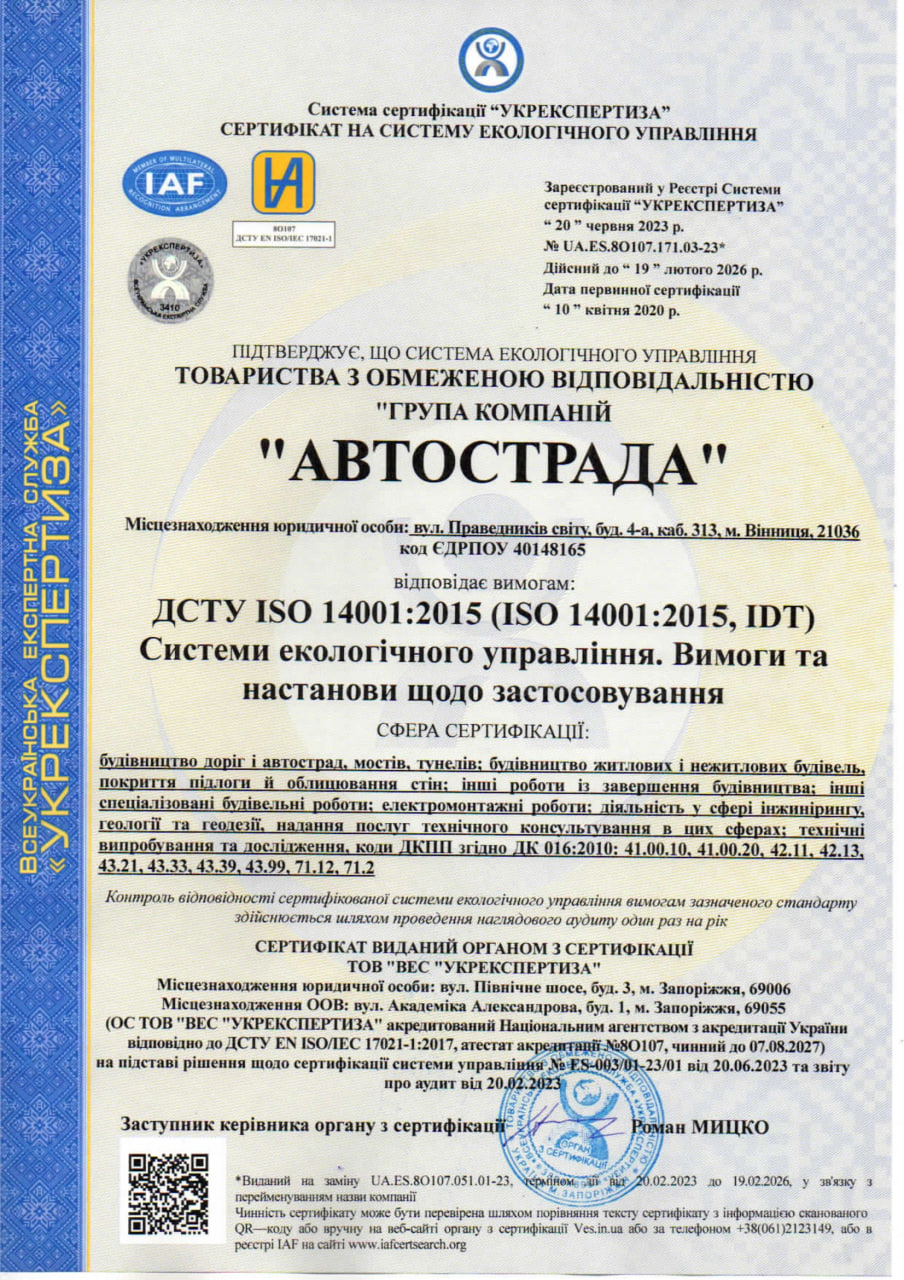 Система сертифікації “УКРЕКСПЕРТИЗА”
СЕРТИФІКАТ НА СИСТЕМУ ЕКОЛОГІЧНОГО УПРАВЛІННЯ
MEMBER OF MULTILATERAL
IAF
RECOGNITION ARRANGEMENT
8О107
ДСТУ EN ISO/IEC 17021-1
«УКРЕКСПЕРТИЗА»
3410
ВСЕУКРАЇНСЬКА ЕКСПЕРТНА СЛУЖБА
Зареєстрований у Реєстрі Системи
сертифікації “УКРЕКСПЕРТИЗА”
“ 20 ” червня 2023 р.
№ UA.ES.8О107.171.03-23*
Дійсний до “ 19 ” лютого 2026 р.
Дата первинної сертифікації
“ 10 ” квітня 2020 р.
ПІДТВЕРДЖУЄ, ЩО СИСТЕМА ЕКОЛОГІЧНОГО УПРАВЛІННЯ
ТОВАРИСТВА З ОБМЕЖЕНОЮ ВІДПОВІДАЛЬНІСТЮ
"ГРУПА КОМПАНІЙ
"АВТОСТРАДА"
Місцезнаходження юридичної особи: вул. Праведників світу, буд. 4-а, каб. 313, м. Вінниця, 21036
код ЄДРПОУ 40148165
відповідає вимогам:
ДСТУ ISO 14001:2015 (ISO 14001:2015, IDT)
Системи екологічного управління. Вимоги та
настанови щодо застосовування
СФЕРА СЕРТИФІКАЦІЇ:
будівництво доріг і автострад, мостів, тунелів; будівництво житлових і нежитлових будівель,
покриття підлоги й облицювання стін; інші роботи із завершення будівництва; інші
спеціалізовані будівельні роботи; електромонтажні роботи; діяльність у сфері інжинірингу,
геології та геодезії, надання послуг технічного консультування в цих сферах; технічні
випробування та дослідження, коди ДКПП згідно ДК 016:2010: 41.00.10, 41.00.20, 42.11, 42.13,
43.21, 43.33, 43.39, 43.99, 71.12, 71.2
Контроль відповідності сертифікованої системи екологічного управління вимогам зазначеного стандарту
здійснюється шляхом проведення наглядового аудиту один раз на рік
СЕРТИФІКАТ ВИДАНИЙ ОРГАНОМ З СЕРТИФІКАЦІЇ
ТОВ "ВЕС "УКРЕКСПЕРТИЗА"
Місцезнаходження юридичної особи: вул. Північне шосе, буд. 3, м. Запоріжжя, 69006
Місцезнаходження ООВ: вул. Академіка Александрова, буд. 1, м. Запоріжжя, 69055
(ОС ТОВ "ВЕС "УКРЕКСПЕРТИЗА" акредитований Національним агентством з акредитації України
відповідно до ДСТУ EN ISO/IEC 17021-1:2017, атестат акредитації №8О107, чинний до 07.08.2027)
на підставі рішення щодо сертифікації системи управління № ES-003/01-23/01 від 20.06.2023 та звіту
про аудит від 20.02.2023
Заступник керівника органу з сертифікації Роман МИЦКО
ОРГАН
З СЕРТИФІКАЦІЇ
*Виданий на заміну UA.ES.8О107.051.01-23, терміном дії від 20.02.2023 до 19.02.2026, у зв'язку з
перейменуванням назви компанії
Чинність сертифікату може бути перевірена шляхом порівняння тексту сертифікату з інформацією сканованого
QR—коду або вручну на веб-сайті органу з сертифікації Ves.in.ua або за телефоном +38(061)2123149, або в
реєстрі IAF на сайті www.iafcertsearch.org
ВСЕУКРАЇНСЬКА ЕКСПЕРТНА СЛУЖБА
«УКРЕКСПЕРТИЗА»